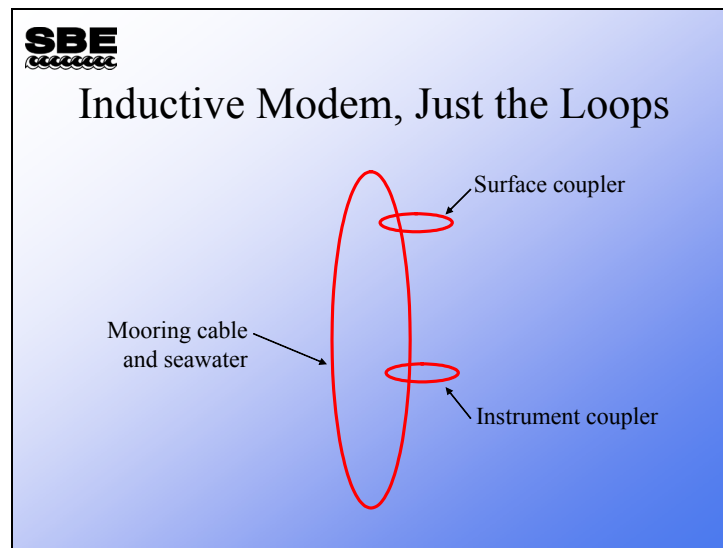 SBE
Inductive Modem, Just the Loops
Surface coupler
Mooring cable
and seawater
Instrument coupler